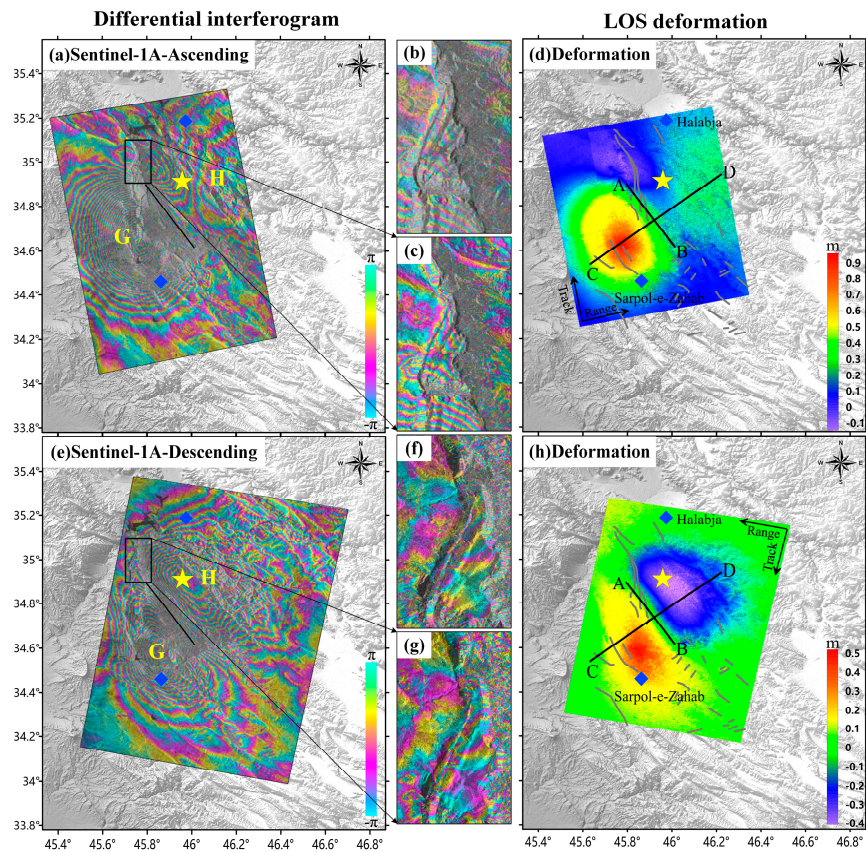 Differential interferogram
LOS deformation
(a)Sentinel-1A-Ascending
N
W
E
S
35.4°
35.2°
35°
34.8°
34.6°
34.4°
34.2°
34°
33.8°
H
G
π
-π
(b)
(c)
(d)Deformation
N
W
E
S
Halabja
A
D
B
C
Sarpol-e-Zahab
Track
Range
m
0.9
0.8
0.7
0.6
0.5
0.4
0.3
0.2
0.1
0
-0.1
(e)Sentinel-1A-Descending
N
W
E
S
35.4°
35.2°
35°
34.8°
34.6°
34.4°
34.2°
34°
33.8°
H
G
π
-π
45.4°
45.6°
45.8°
46°
46.2°
46.4°
46.6°
46.8°
(f)
(g)
(h)Deformation
N
W
E
S
Halabja
Range
Track
A
D
B
C
Sarpol-e-Zahab
m
0.5
0.4
0.3
0.2
0.1
0
-0.1
-0.2
-0.3
-0.4
45.4°
45.6°
45.8°
46°
46.2°
46.4°
46.6°
46.8°